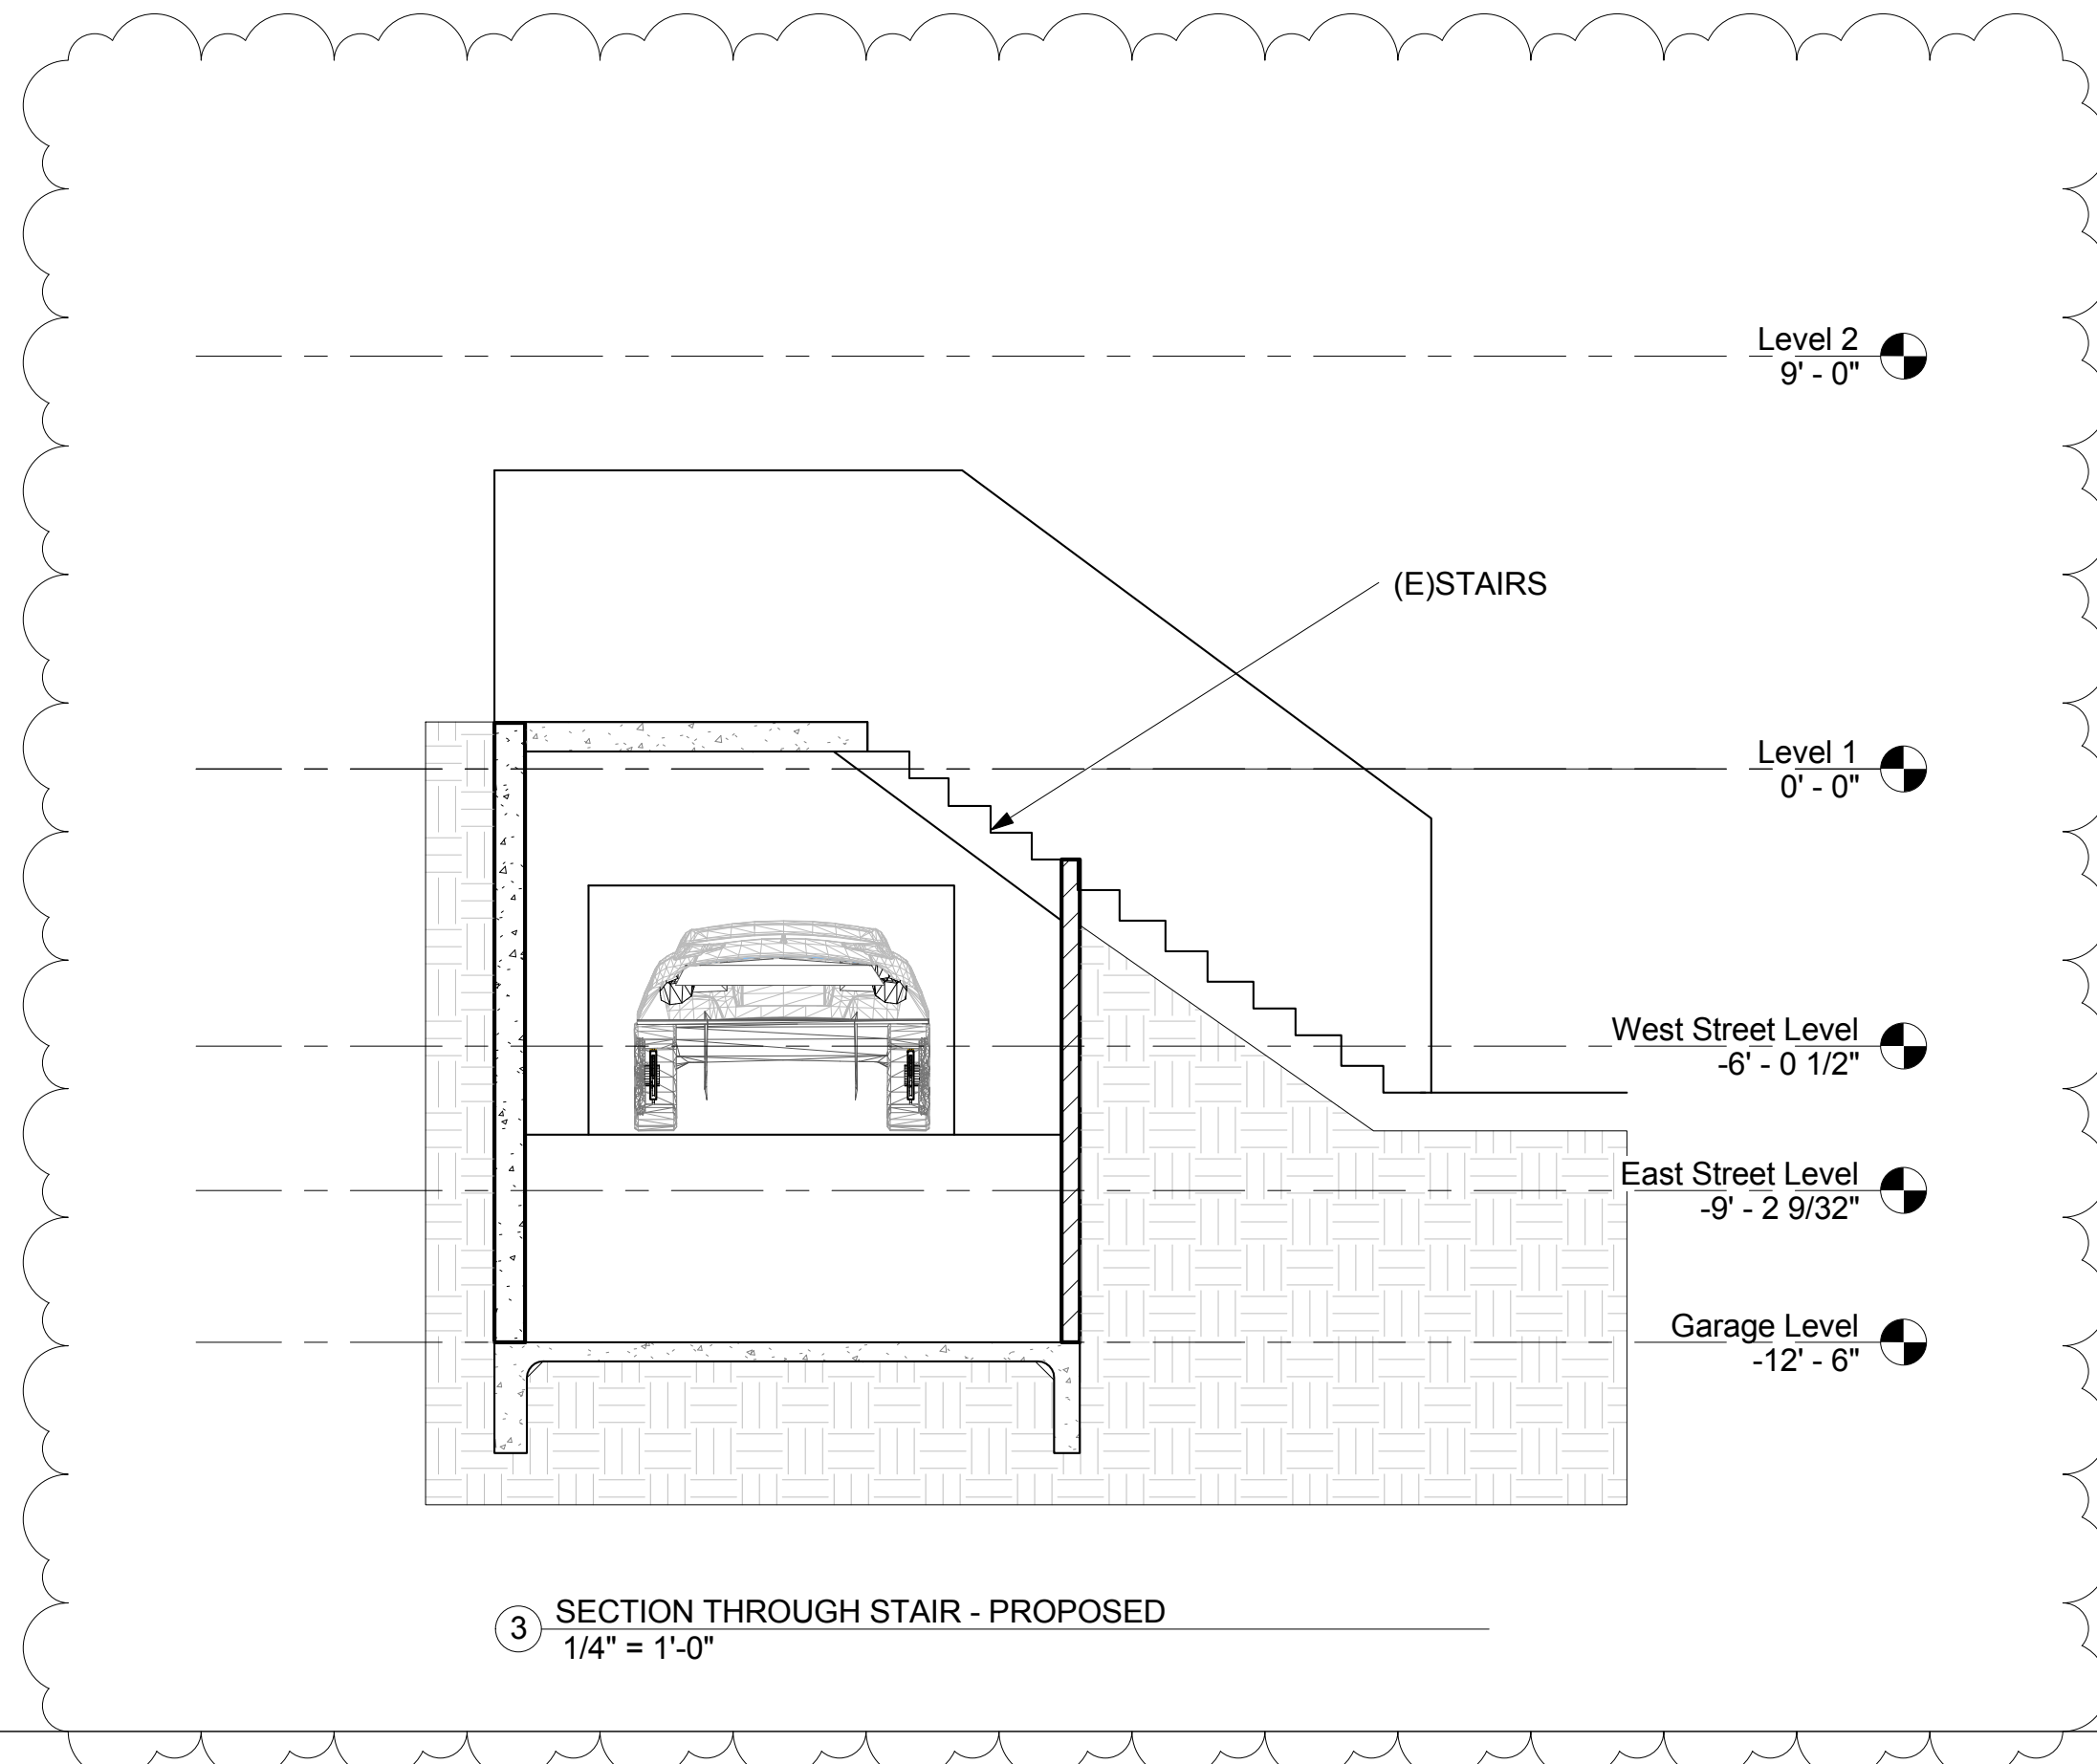 Level 2
9' - 0"
(E)STAIRS
Level 1
0' - 0"
West Street Level
-6' - 0 1/2"
East Street Level
-9' - 2 9/32"
Garage Level
-12' - 6"
3 SECTION THROUGH STAIR - PROPOSED
1/4" = 1'-0"